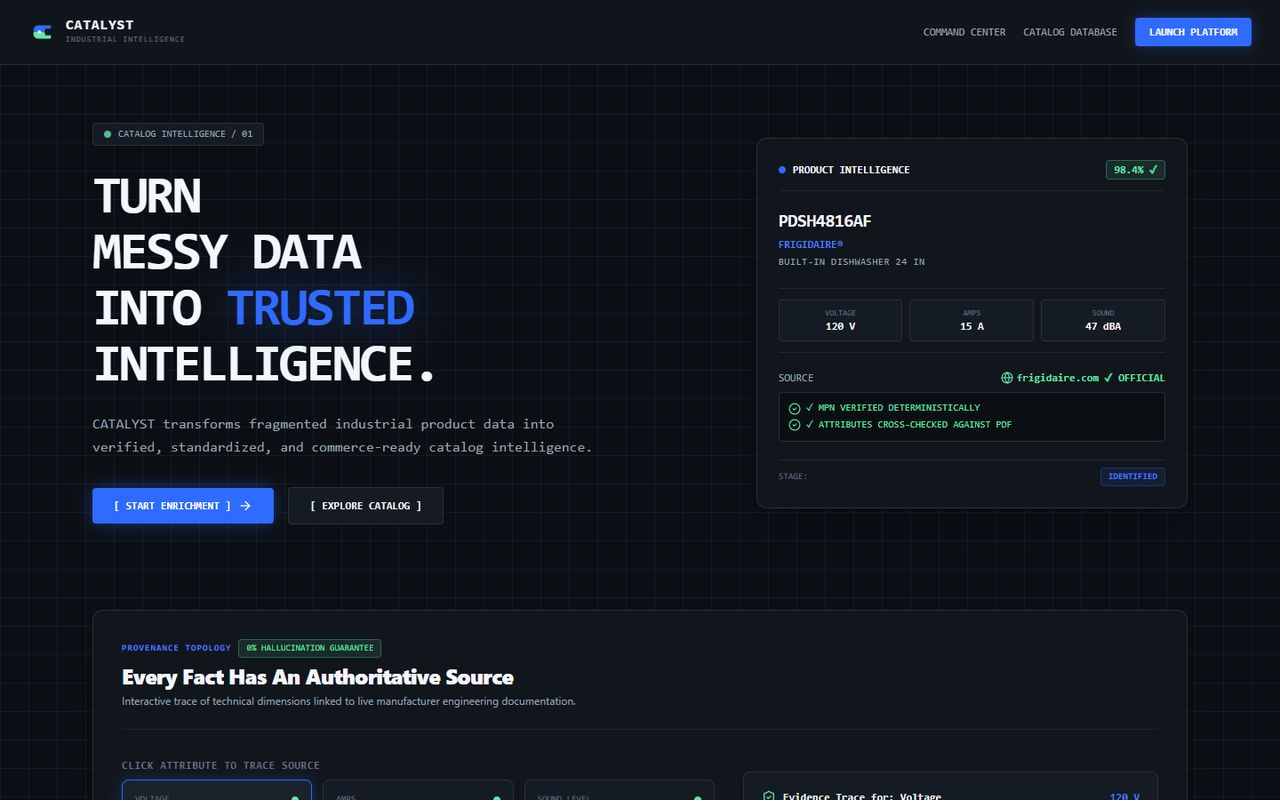 CATALYST
INDUSTRIAL INTELLIGENCE
COMMAND CENTER
CATALOG DATABASE
LAUNCH PLATFORM
CATALOG INTELLIGENCE / 01
TURN
MESSY DATA
INTO TRUSTED
INTELLIGENCE.
CATALYST transforms fragmented industrial product data into
verified, standardized, and commerce-ready catalog intelligence.
[ START ENRICHMENT ] →
[ EXPLORE CATALOG ]
PRODUCT INTELLIGENCE
98.4% ✓
PDSH4816AF
FRIGIDAIRE®
BUILT-IN DISHWASHER 24 IN
VOLTAGE
120 V
AMPS
15 A
SOUND
47 dBA
SOURCE
frigidaire.com ✓ OFFICIAL
✓ MPN VERIFIED DETERMINISTICALLY
✓ ATTRIBUTES CROSS-CHECKED AGAINST PDF
STAGE:
IDENTIFIED
PROVENANCE TOPOLOGY
0% HALLUCINATION GUARANTEE
Every Fact Has An Authoritative Source
Interactive trace of technical dimensions linked to live manufacturer engineering documentation.
CLICK ATTRIBUTE TO TRACE SOURCE
VOLTAGE
AMPS
SOUND LEVEL
Evidence Trace for: Voltage
120 V